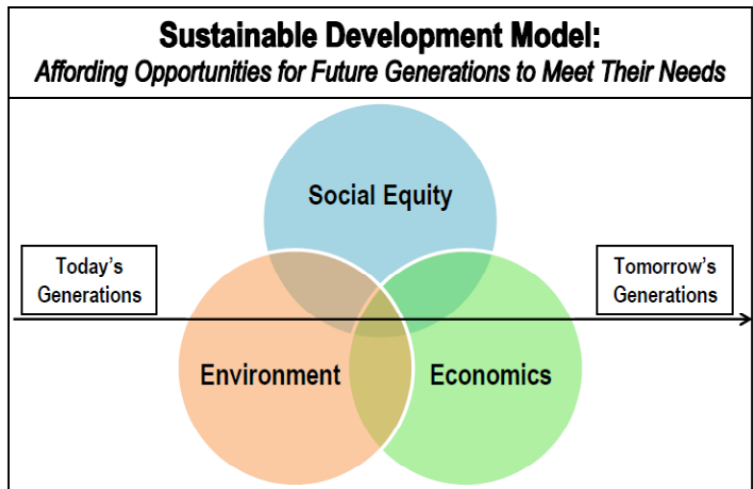 Sustainable Development Model:
Affording Opportunities for Future Generations to Meet Their Needs
Social Equity
Today's
Generations
Tomorrow's
Generations
Environment
Economics